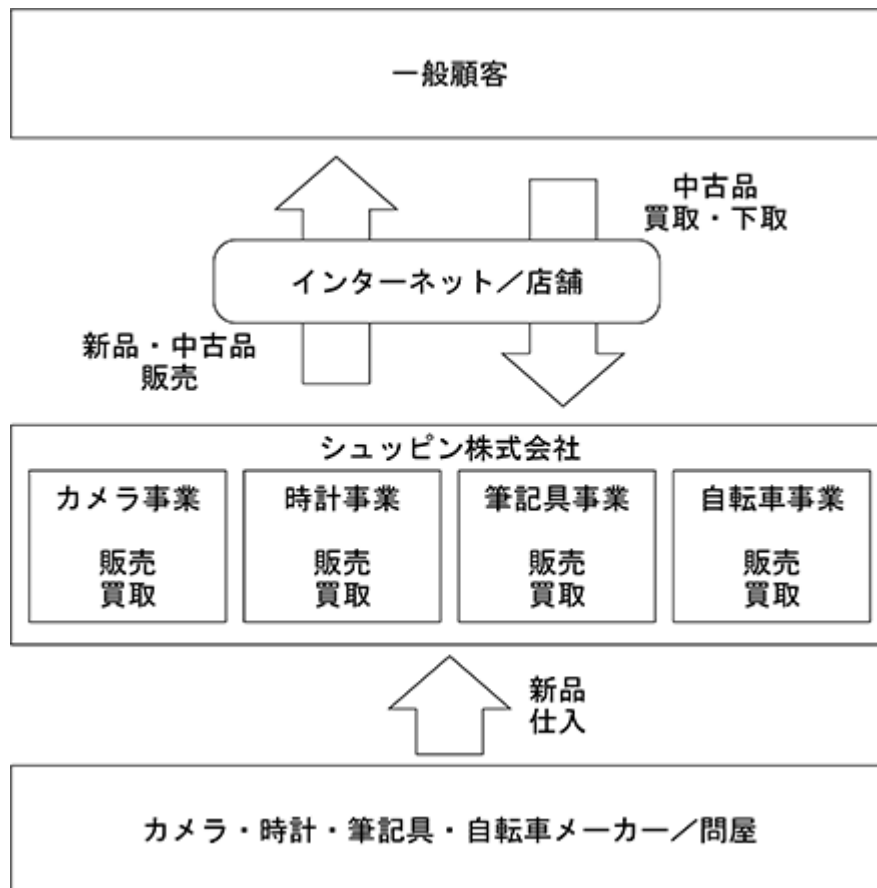 一般顧客
中古品
買取・下取
インターネット／店舗
新品・中古品
販売
シュッピン株式会社
カメラ事業
販売
買取
時計事業
販売
買取
筆記具事業
販売
買取
自転車事業
販売
買取
新品
仕入
カメラ・時計・筆記具・自転車メーカー／問屋